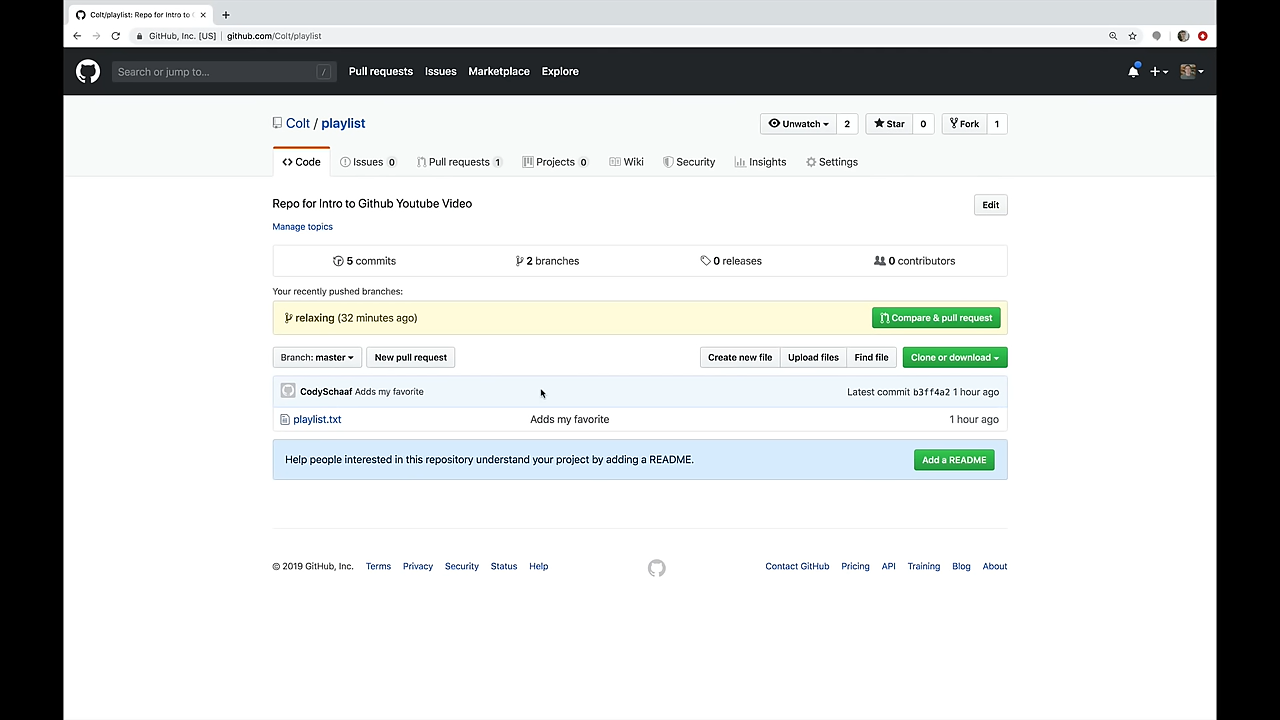 Colt/playlist: Repo for Intro to
GitHub, Inc. [US] | github.com/Colt/playlist
Search or jump to... / Pull requests Issues Marketplace Explore
Colt / playlist Unwatch 2 Star 0 Fork 1
Code Issues 0 Pull requests 1 Projects 0 Wiki Security Insights Settings
Repo for Intro to Github Youtube Video Edit
Manage topics
5 commits 2 branches 0 releases 0 contributors
Your recently pushed branches:
relaxing (32 minutes ago) Compare & pull request
Branch: master New pull request Create new file Upload files Find file Clone or download
CodySchaaf Adds my favorite Latest commit b3ff4a2 1 hour ago
playlist.txt Adds my favorite 1 hour ago
Help people interested in this repository understand your project by adding a README. Add a README
© 2019 GitHub, Inc. Terms Privacy Security Status Help Contact GitHub Pricing API Training Blog About